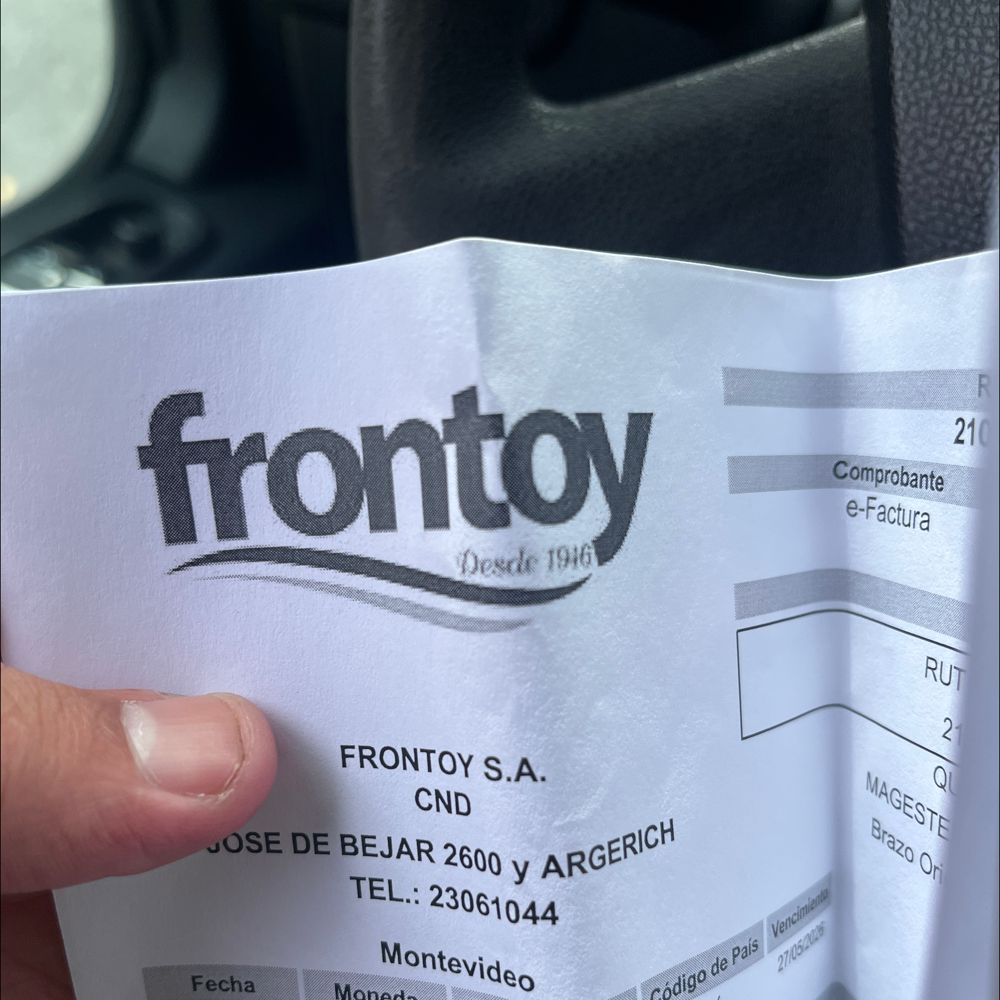 frontoy
Desde 1946
Comprobante
e-Factura
RUT
FRONTOY S.A.
CND
JOSE DE BEJAR 2600 y ARGERICH
TEL.: 23061044
Montevideo
MAGESTE
Brazo Ori
Fecha
Moneda
Código de País
Vencimiento
27/05/2026